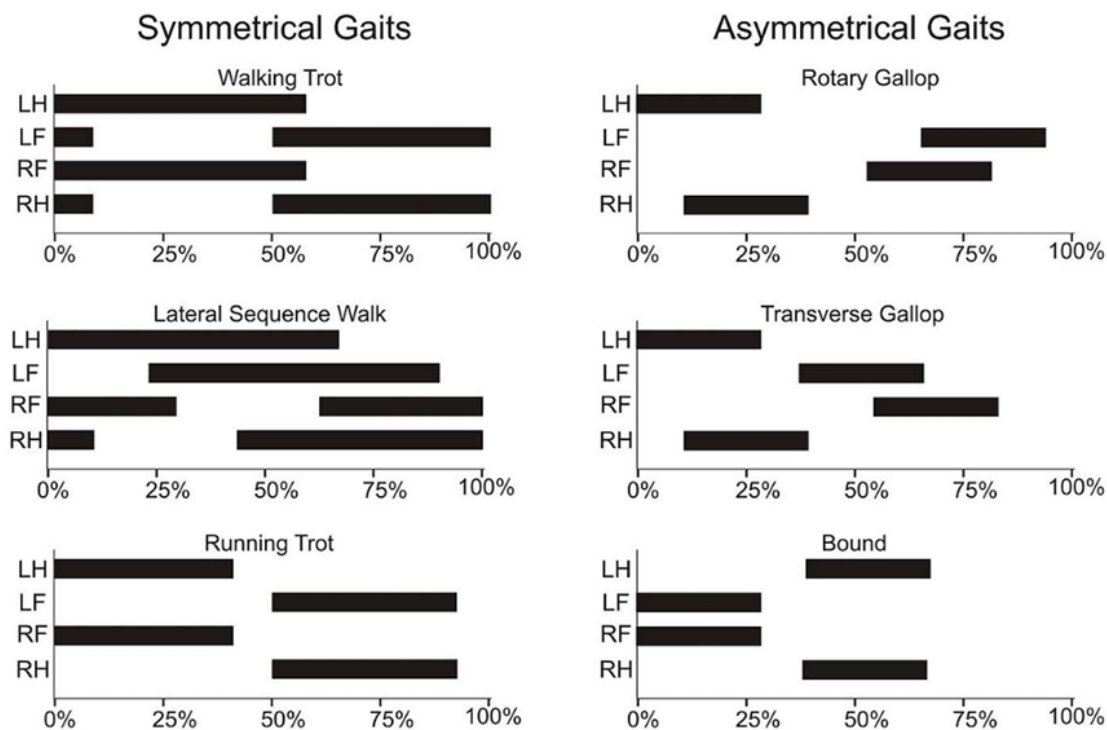 Symmetrical Gaits
Walking Trot
LH
LF
RF
RH
0% 25% 50% 75% 100%
Lateral Sequence Walk
LH
LF
RF
RH
0% 25% 50% 75% 100%
Running Trot
LH
LF
RF
RH
0% 25% 50% 75% 100%
Asymmetrical Gaits
Rotary Gallop
LH
LF
RF
RH
0% 25% 50% 75% 100%
Transverse Gallop
LH
LF
RF
RH
0% 25% 50% 75% 100%
Bound
LH
LF
RF
RH
0% 25% 50% 75% 100%